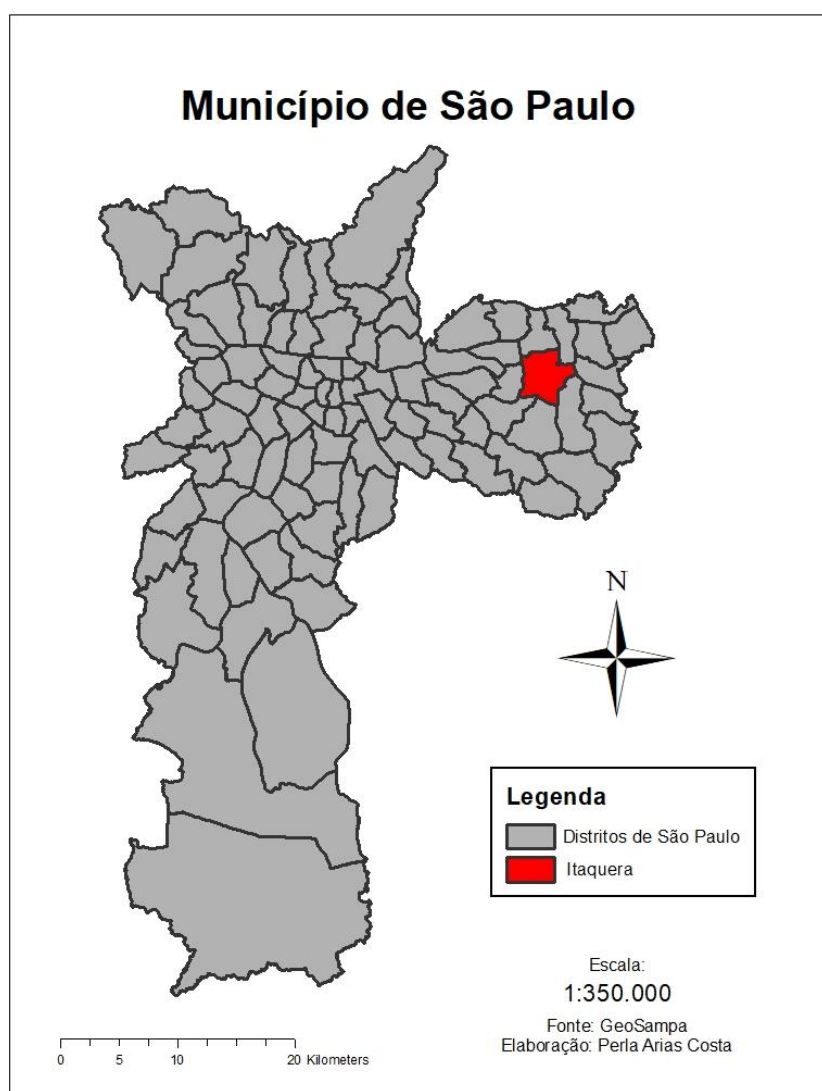 Município de São Paulo
N
Legenda
Distritos de São Paulo
Itaquera
Escala:
1:350.000
Fonte: GeoSampa
Elaboração: Perla Arias Costa
0 5 10 20 Kilometers